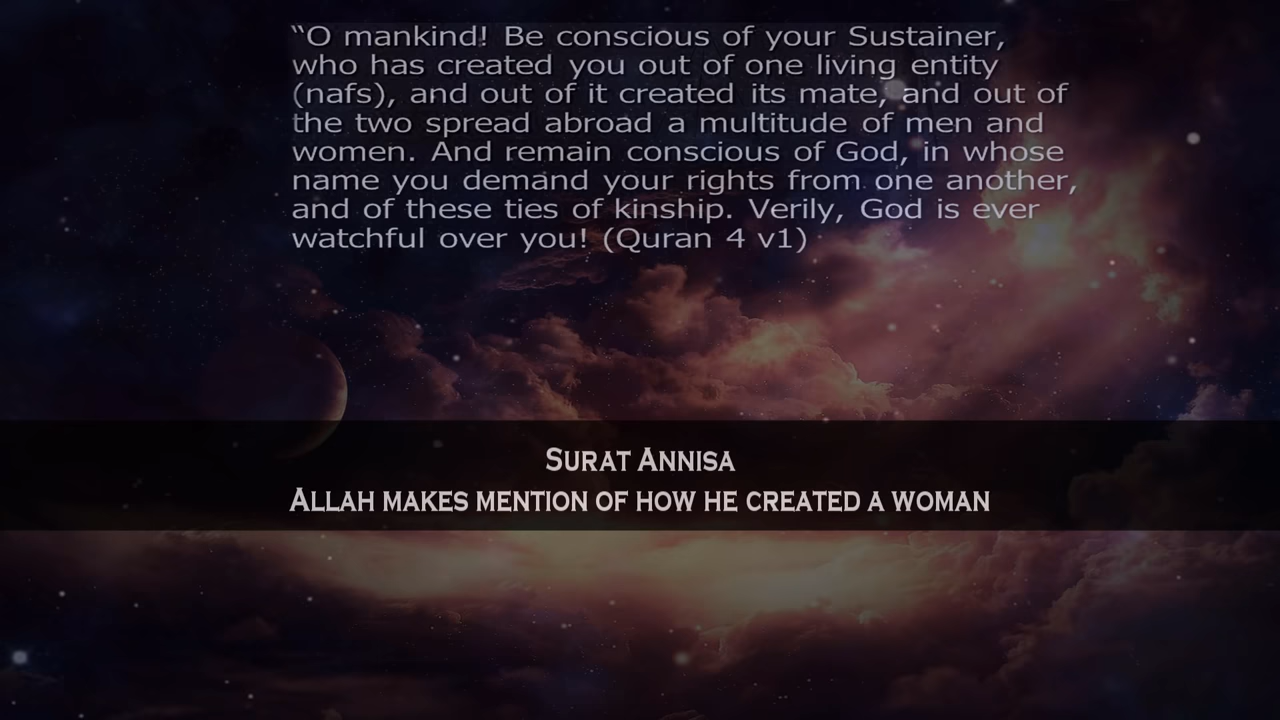 “O mankind! Be conscious of your Sustainer,
who has created you out of one living entity
(nafs), and out of it created its mate, and out of
the two spread abroad a multitude of men and
women. And remain conscious of God, in whose
name you demand your rights from one another,
and of these ties of kinship. Verily, God is ever
watchful over you! (Quran 4 v1)
Surat Annisa
Allah makes mention of how he created a woman